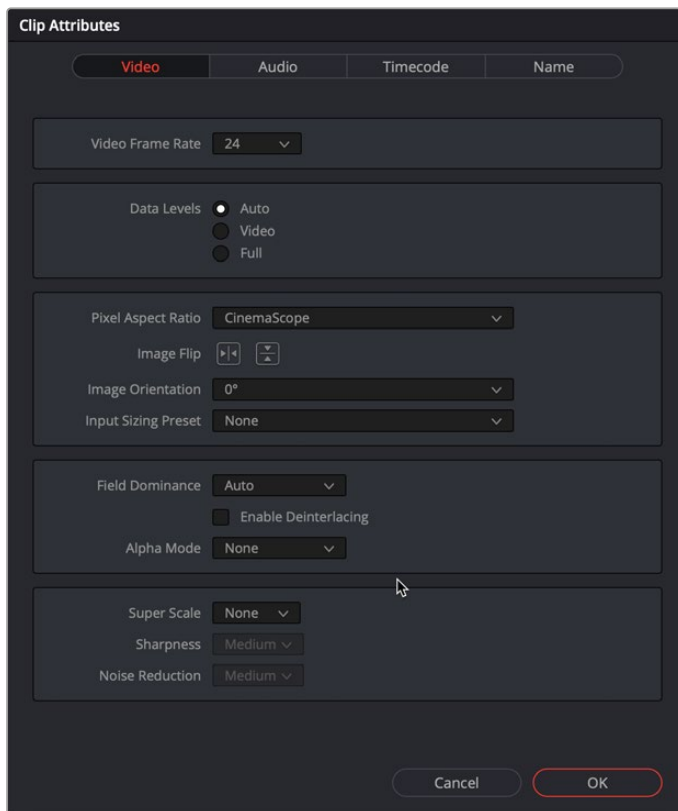 Clip Attributes
Video Audio Timecode Name
Video Frame Rate 24
Data Levels Auto
Video
Full
Pixel Aspect Ratio CinemaScope
Image Flip
Image Orientation 0°
Input Sizing Preset None
Field Dominance Auto
Enable Deinterlacing
Alpha Mode None
Super Scale None
Sharpness Medium
Noise Reduction Medium
Cancel OK